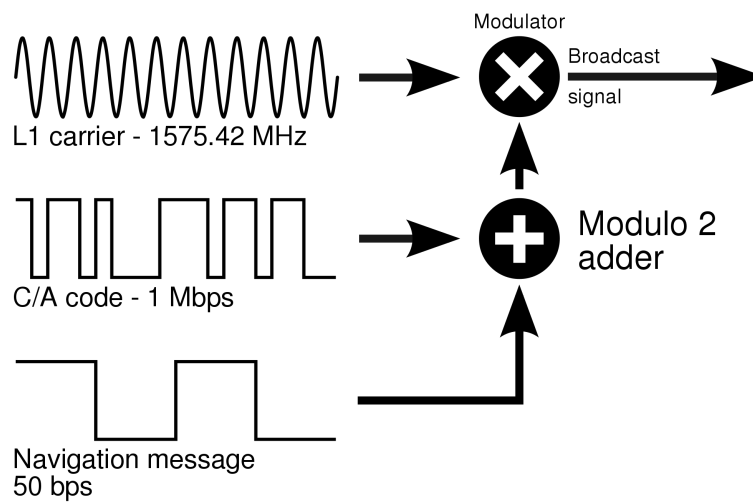 Modulator
Broadcast
signal
L1 carrier - 1575.42 MHz
C/A code - 1 Mbps
Modulo 2
adder
Navigation message
50 bps